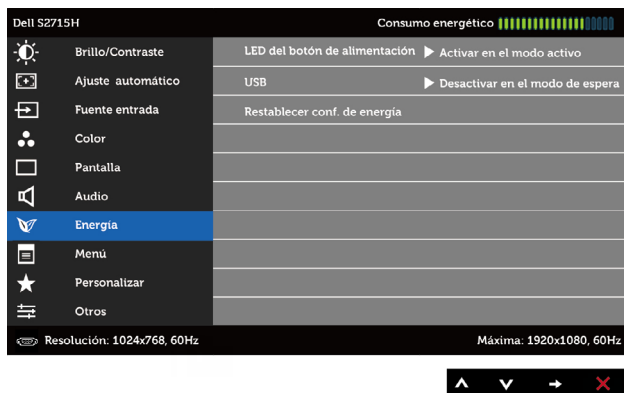 Dell S2715H Consumo energético
Brillo/Contraste LED del botón de alimentación Activar en el modo activo
Ajuste automático USB Desactivar en el modo de espera
Fuente entrada Restablecer conf. de energía
Color
Pantalla
Audio
Energía
Menú
Personalizar
Otros
Resolución: 1024x768, 60Hz Máxima: 1920x1080, 60Hz